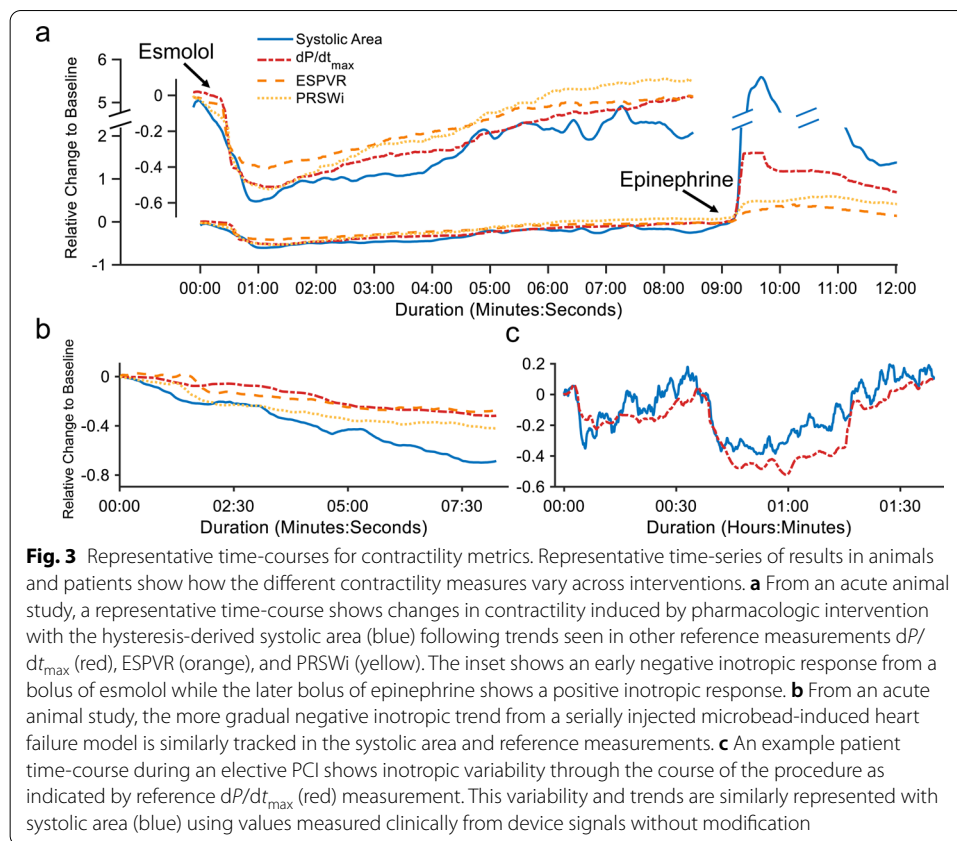 a
Systolic Area
dP/dt_max
ESPVR
PRSWi
Esmolol
Epinephrine
Relative Change to Baseline
6
5
2
1
0
-1
0
-0.2
-0.4
-0.6
00:00 01:00 02:00 03:00 04:00 05:00 06:00 07:00 08:00 09:00 10:00 11:00 12:00
Duration (Minutes:Seconds)
b
Relative Change to Baseline
0
-0.4
-0.8
00:00 02:30 05:00 07:30
Duration (Minutes:Seconds)
c
0.2
0
-0.2
-0.4
-0.6
00:00 00:30 01:00 01:30
Duration (Hours:Minutes)
Fig. 3 Representative time-courses for contractility metrics. Representative time-series of results in animals
and patients show how the different contractility measures vary across interventions. a From an acute animal
study, a representative time-course shows changes in contractility induced by pharmacologic intervention
with the hysteresis-derived systolic area (blue) following trends seen in other reference measurements dP/
dt_max (red), ESPVR (orange), and PRSWi (yellow). The inset shows an early negative inotropic response from a
bolus of esmolol while the later bolus of epinephrine shows a positive inotropic response. b From an acute
animal study, the more gradual negative inotropic trend from a serially injected microbead-induced heart
failure model is similarly tracked in the systolic area and reference measurements. c An example patient
time-course during an elective PCI shows inotropic variability through the course of the procedure as
indicated by reference dP/dt_max (red) measurement. This variability and trends are similarly represented with
systolic area (blue) using values measured clinically from device signals without modification